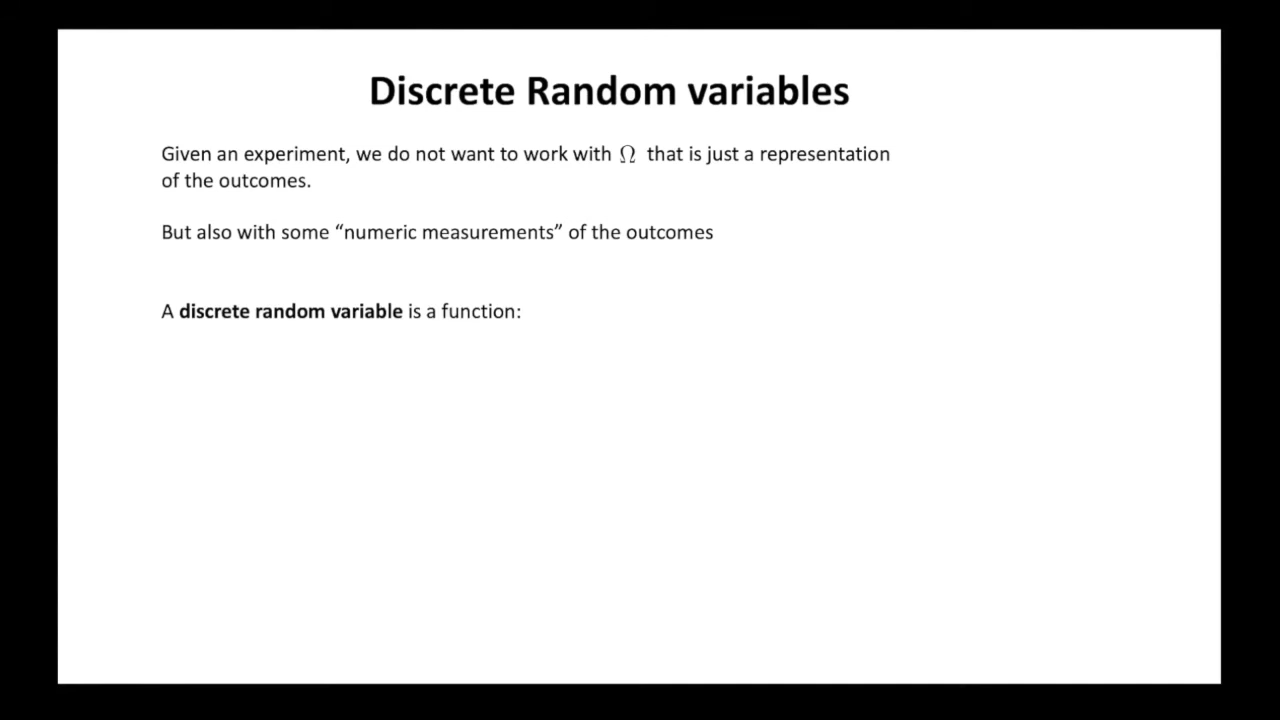 Discrete Random variables
Given an experiment, we do not want to work with Ω that is just a representation
of the outcomes.
But also with some “numeric measurements” of the outcomes
A discrete random variable is a function: